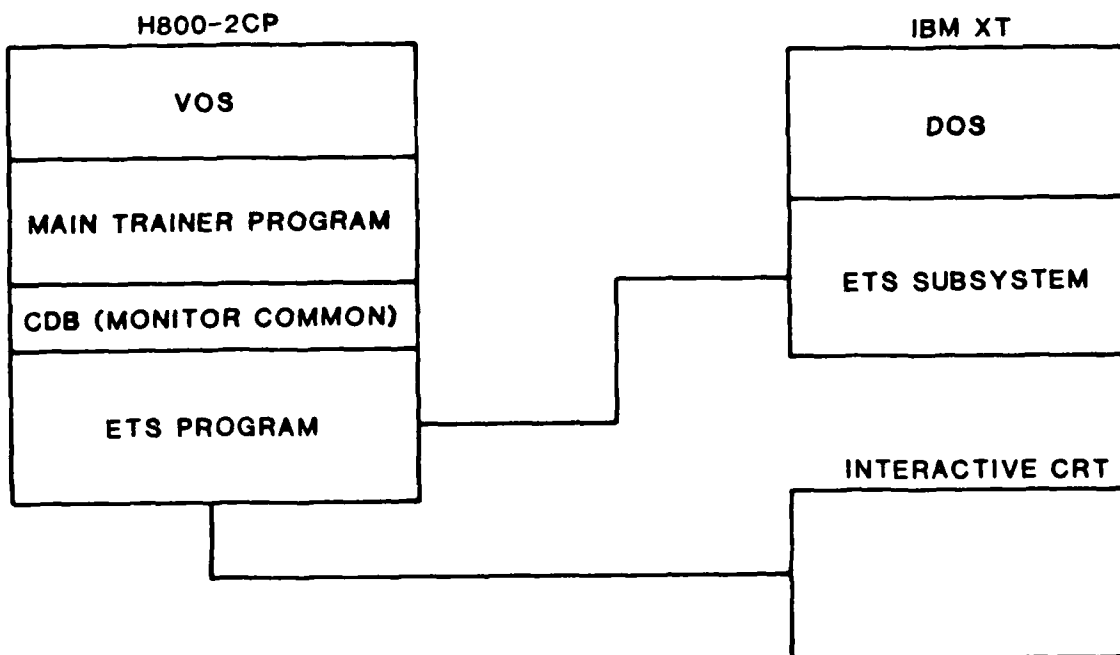 H800-2CP
VOS
MAIN TRAINER PROGRAM
CDB (MONITOR COMMON)
ETS PROGRAM
IBM XT
DOS
ETS SUBSYSTEM
INTERACTIVE CRT